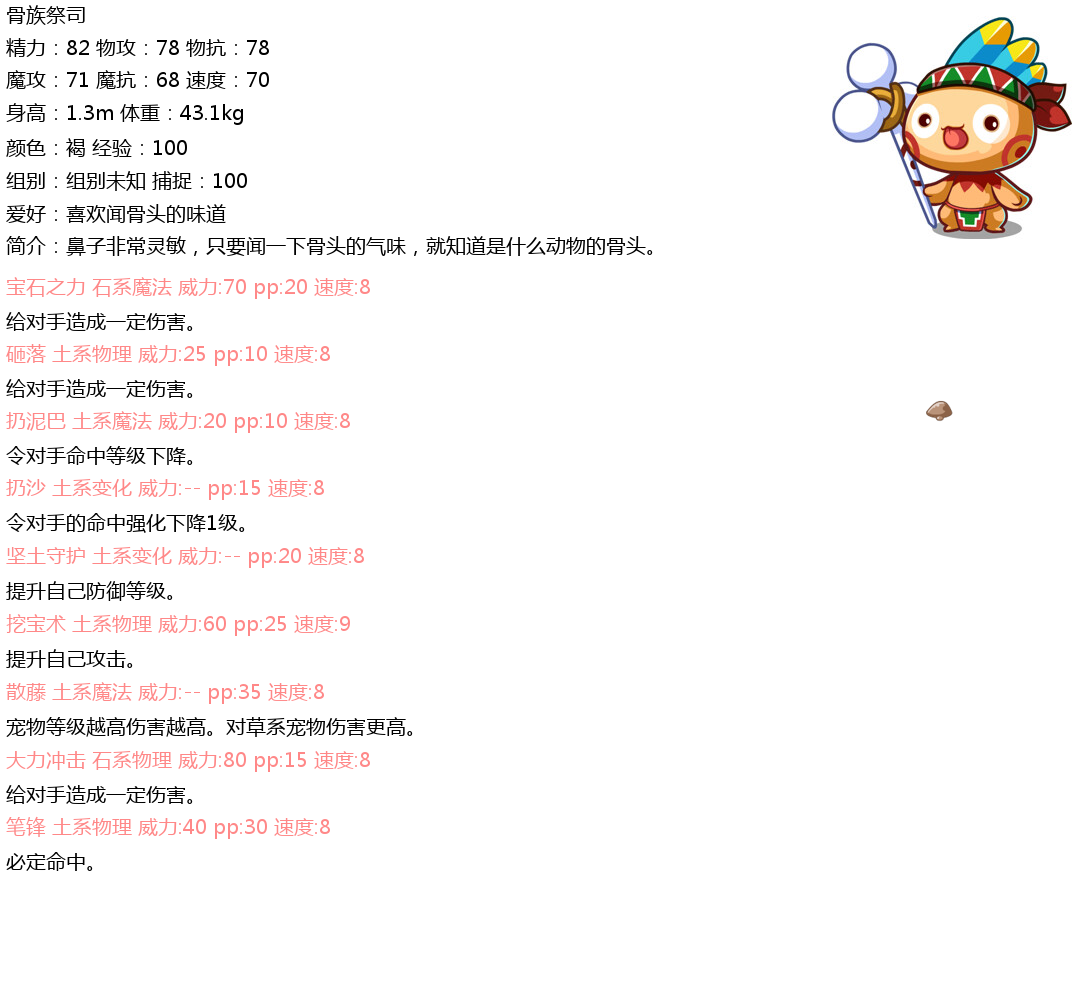 骨族祭司
精力：82 物攻：78 物抗：78
魔攻：71 魔抗：68 速度：70
身高：1.3m 体重：43.1kg
颜色：褐 经验：100
组别：组别未知 捕捉：100
爱好：喜欢闻骨头的味道
简介：鼻子非常灵敏，只要闻一下骨头的气味，就知道是什么动物的骨头。
宝石之力 石系魔法 威力:70 pp:20 速度:8
给对手造成一定伤害。
砸落 土系物理 威力:25 pp:10 速度:8
给对手造成一定伤害。
扔泥巴 土系魔法 威力:20 pp:10 速度:8
令对手命中等级下降。
扔沙 土系变化 威力:-- pp:15 速度:8
令对手的命中强化下降1级。
坚土守护 土系变化 威力:-- pp:20 速度:8
提升自己防御等级。
挖宝术 土系物理 威力:60 pp:25 速度:9
提升自己攻击。
散藤 土系魔法 威力:-- pp:35 速度:8
宠物等级越高伤害越高。对草系宠物伤害更高。
大力冲击 石系物理 威力:80 pp:15 速度:8
给对手造成一定伤害。
笔锋 土系物理 威力:40 pp:30 速度:8
必定命中。